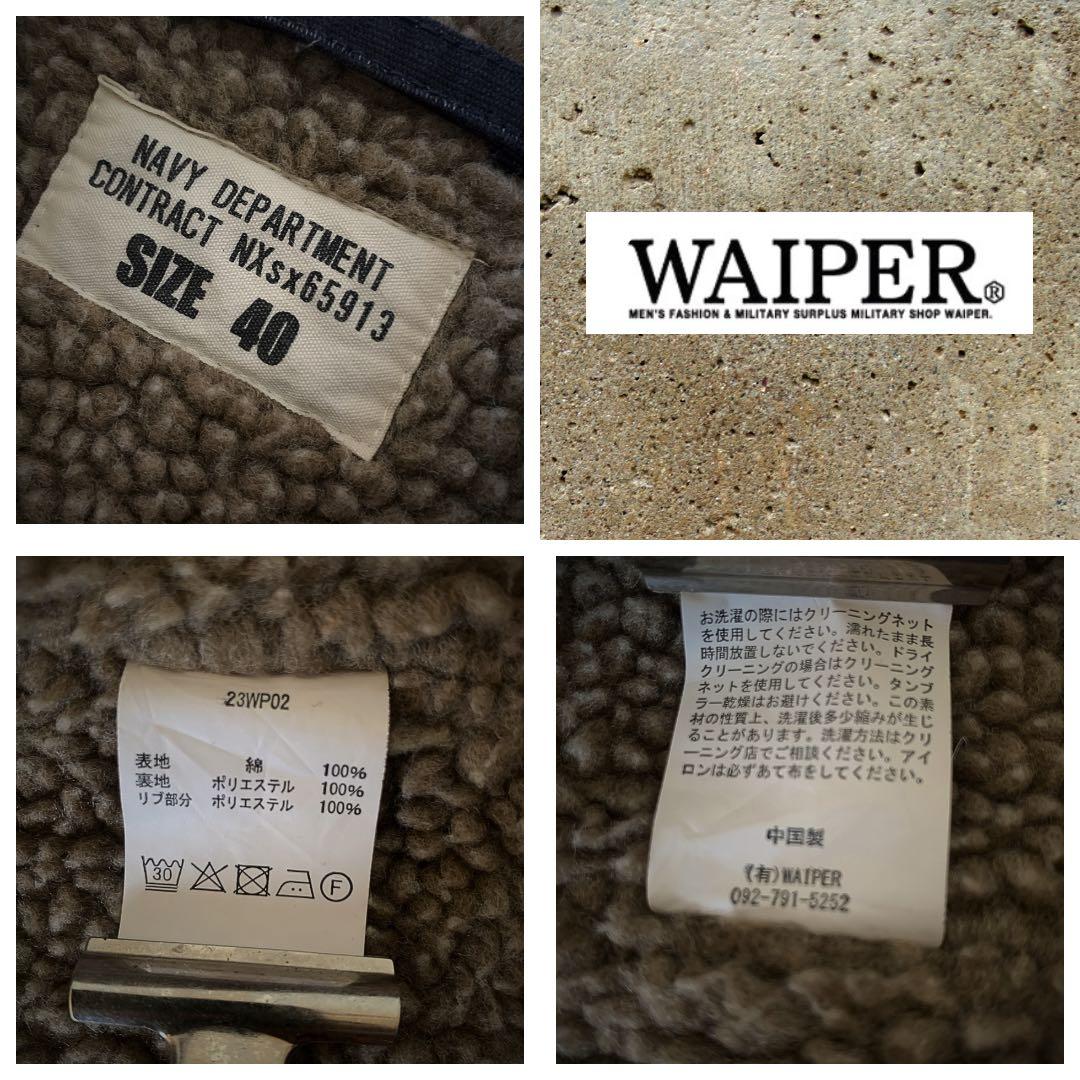 NAVY DEPARTMENT
CONTRACT NXsx65913
SIZE 40
WAIPER®
MEN'S FASHION & MILITARY SURPLUS MILITARY SHOP WAIPER.
23WP02
表地 綿 100%
裏地 ポリエステル 100%
リブ部分 ポリエステル 100%
30
F
お洗濯の際にはクリーニングネット
を使用してください。濡れたまま長
時間放置しないでください。ドライ
クリーニングの場合はクリーニング
ネットを使用してください。タンブ
ラー乾燥はお避けください。この素
材の性質上、洗濯後多少縮みが生じ
ることがあります。洗濯方法はクリ
ーニング店でご相談ください。アイ
ロンは必ずあて布をしてください。
中国製
(有)WAIPER
092-791-5252